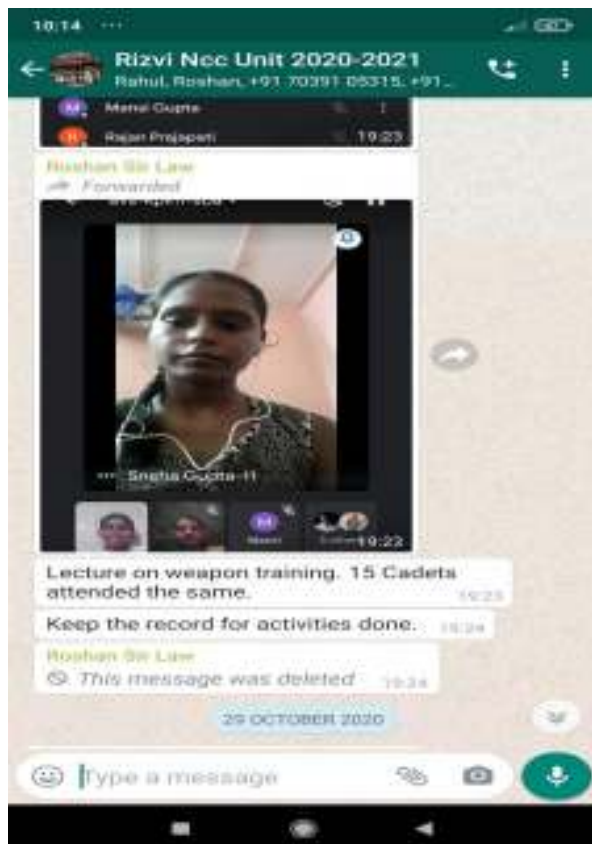 10:14 ...
Rizvi Ncc Unit 2020-2021
Rahul, Roshan, +91 70391 05315, +91...
M Mansi Gupta
R Rajan Prajapati 19:23
Roshan Sir Law
Forwarded
Sneha Gupta-11
M
19:23
Lecture on weapon training. 15 Cadets
attended the same. 19:23
Keep the record for activities done. 19:24
Roshan Sir Law
This message was deleted 19:24
29 OCTOBER 2020
Type a message